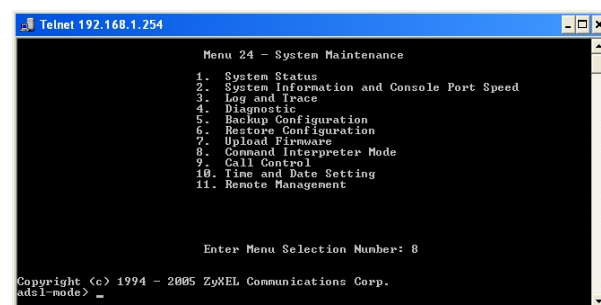 Telnet 192.168.1.254
Menu 24 - System Maintenance
1. System Status
2. System Information and Console Port Speed
3. Log and Trace
4. Diagnostic
5. Backup Configuration
6. Restore Configuration
7. Upload Firmware
8. Command Interpreter Mode
9. Call Control
10. Time and Date Setting
11. Remote Management
Enter Menu Selection Number: 8
Copyright (c) 1994 - 2005 ZyXEL Communications Corp.
adsl-mode> _